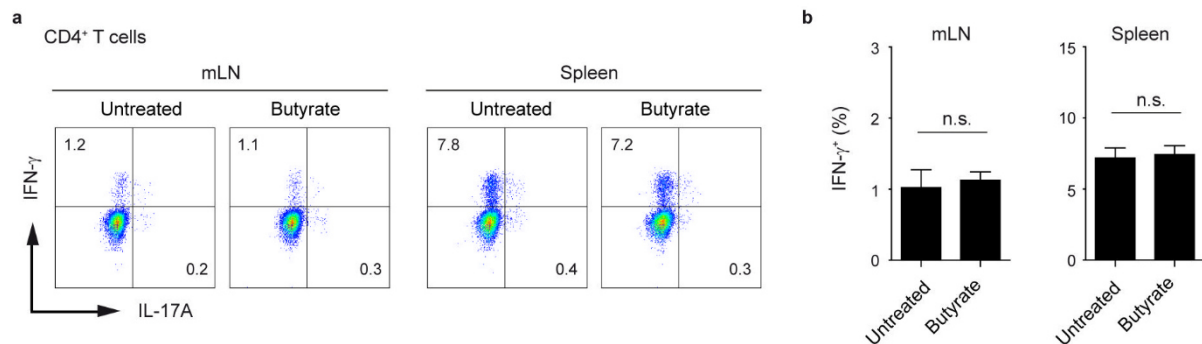 a
CD4⁺ T cells
mLN
Spleen
Untreated
Butyrate
Untreated
Butyrate
1.2
1.1
7.8
7.2
IFN-γ
0.2
0.3
0.4
0.3
IL-17A
b
mLN
Spleen
3
2
1
0
IFN-γ⁺ (%)
n.s.
Untreated
Butyrate
15
10
5
0
n.s.
Untreated
Butyrate